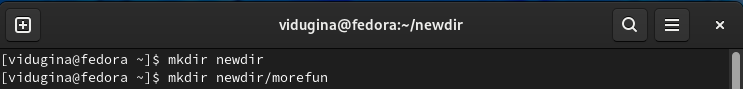 vidugina@fedora:~/newdir
[vidugina@fedora ~]$ mkdir newdir
[vidugina@fedora ~]$ mkdir newdir/morefun